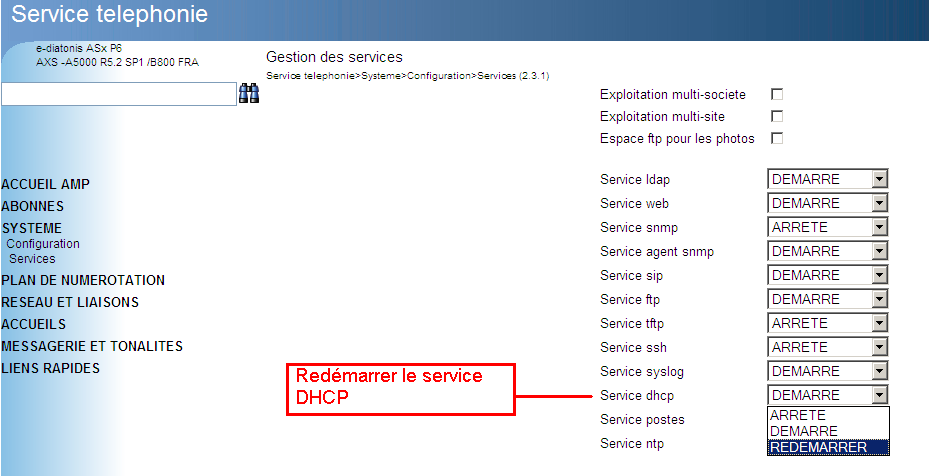 Service telephonie
e-diatonis ASx P6
AXS -A5000 R5.2 SP1 /B800 FRA
Gestion des services
Service telephonie>Systeme>Configuration>Services (2.3.1)
Exploitation multi-societe
Exploitation multi-site
Espace ftp pour les photos
ACCUEIL AMP
ABONNES
SYSTEME
Configuration
Services
PLAN DE NUMEROTATION
RESEAU ET LIAISONS
ACCUEILS
MESSAGERIE ET TONALITES
LIENS RAPIDES
Service ldap DEMARRE
Service web DEMARRE
Service snmp ARRETE
Service agent snmp DEMARRE
Service sip DEMARRE
Service ftp DEMARRE
Service tftp ARRETE
Service ssh ARRETE
Service syslog DEMARRE
Redémarrer le service
DHCP
Service dhcp DEMARRE
Service postes
Service ntp
ARRETE
DEMARRE
REDEMARRER